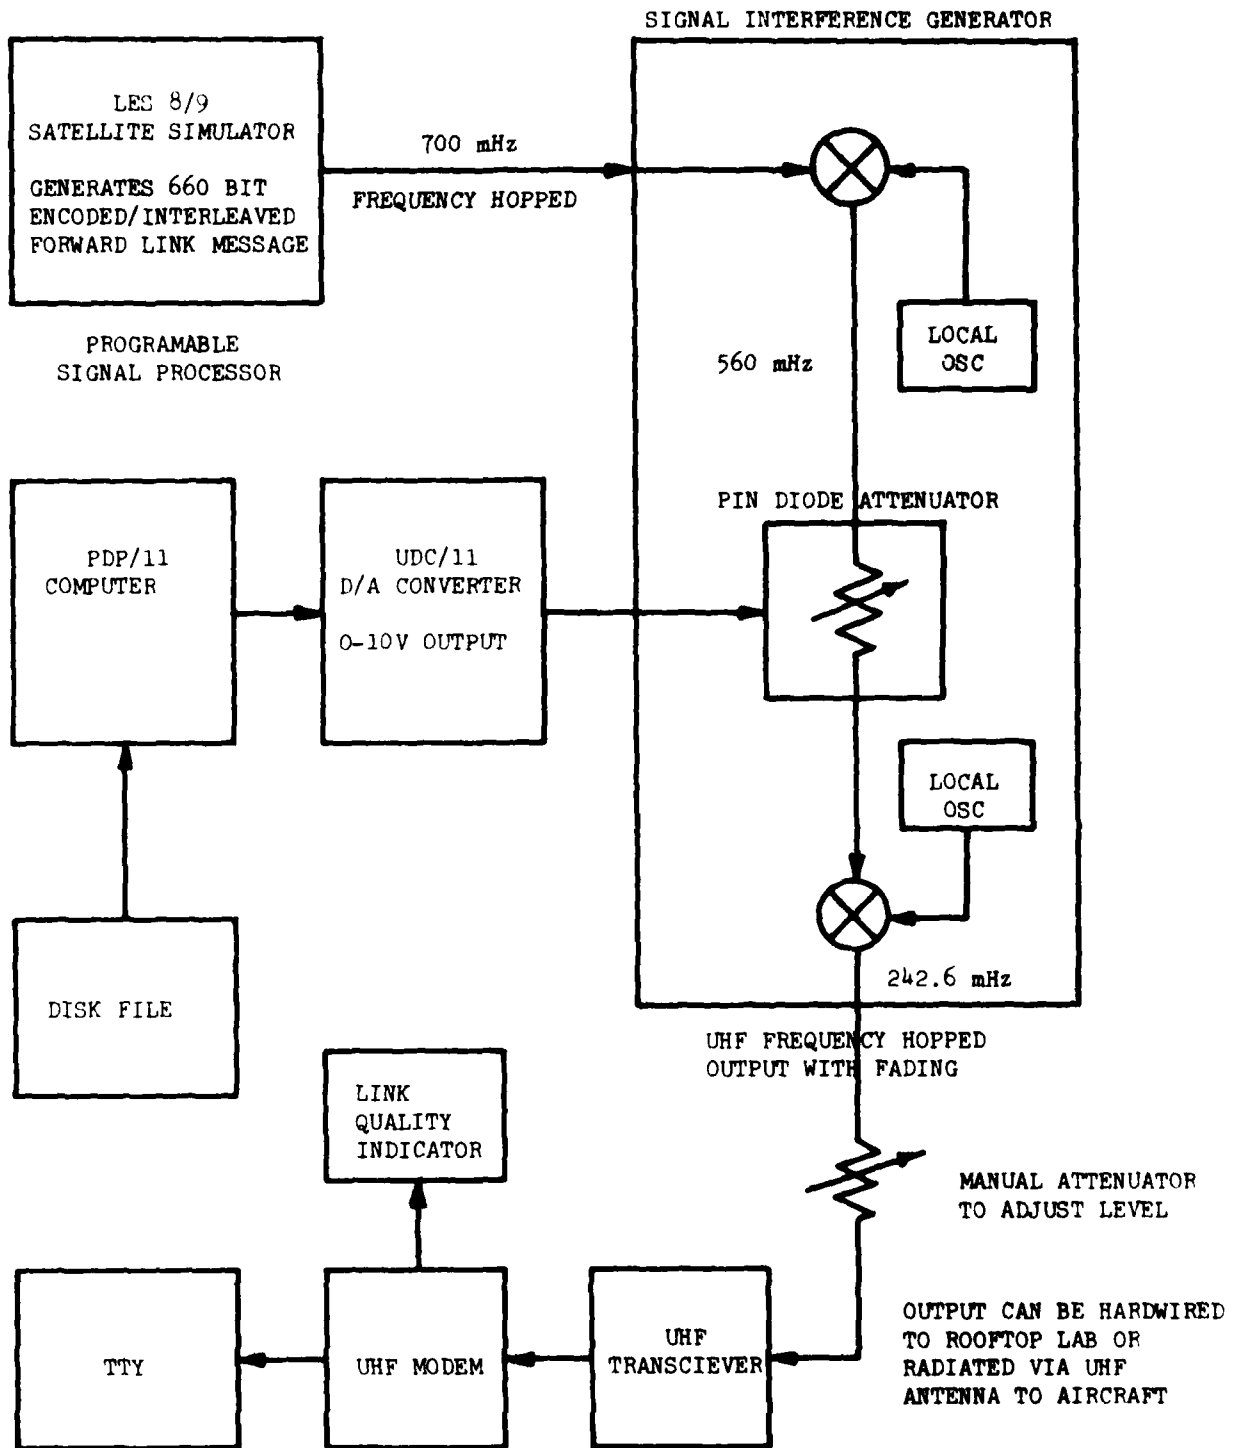 SIGNAL INTERFERENCE GENERATOR
LES 8/9
SATELLITE SIMULATOR
GENERATES 660 BIT
ENCODED/INTERLEAVED
FORWARD LINK MESSAGE
700 mHz
FREQUENCY HOPPED
PROGRAMABLE
SIGNAL PROCESSOR
LOCAL
OSC
560 mHz
PIN DIODE ATTENUATOR
PDP/11
COMPUTER
UDC/11
D/A CONVERTER
0-10V OUTPUT
LOCAL
OSC
242.6 mHz
DISK FILE
UHF FREQUENCY HOPPED
OUTPUT WITH FADING
LINK
QUALITY
INDICATOR
MANUAL ATTENUATOR
TO ADJUST LEVEL
TTY
UHF MODEM
UHF
TRANSCIEVER
OUTPUT CAN BE HARDWIRED
TO ROOFTOP LAB OR
RADIATED VIA UHF
ANTENNA TO AIRCRAFT